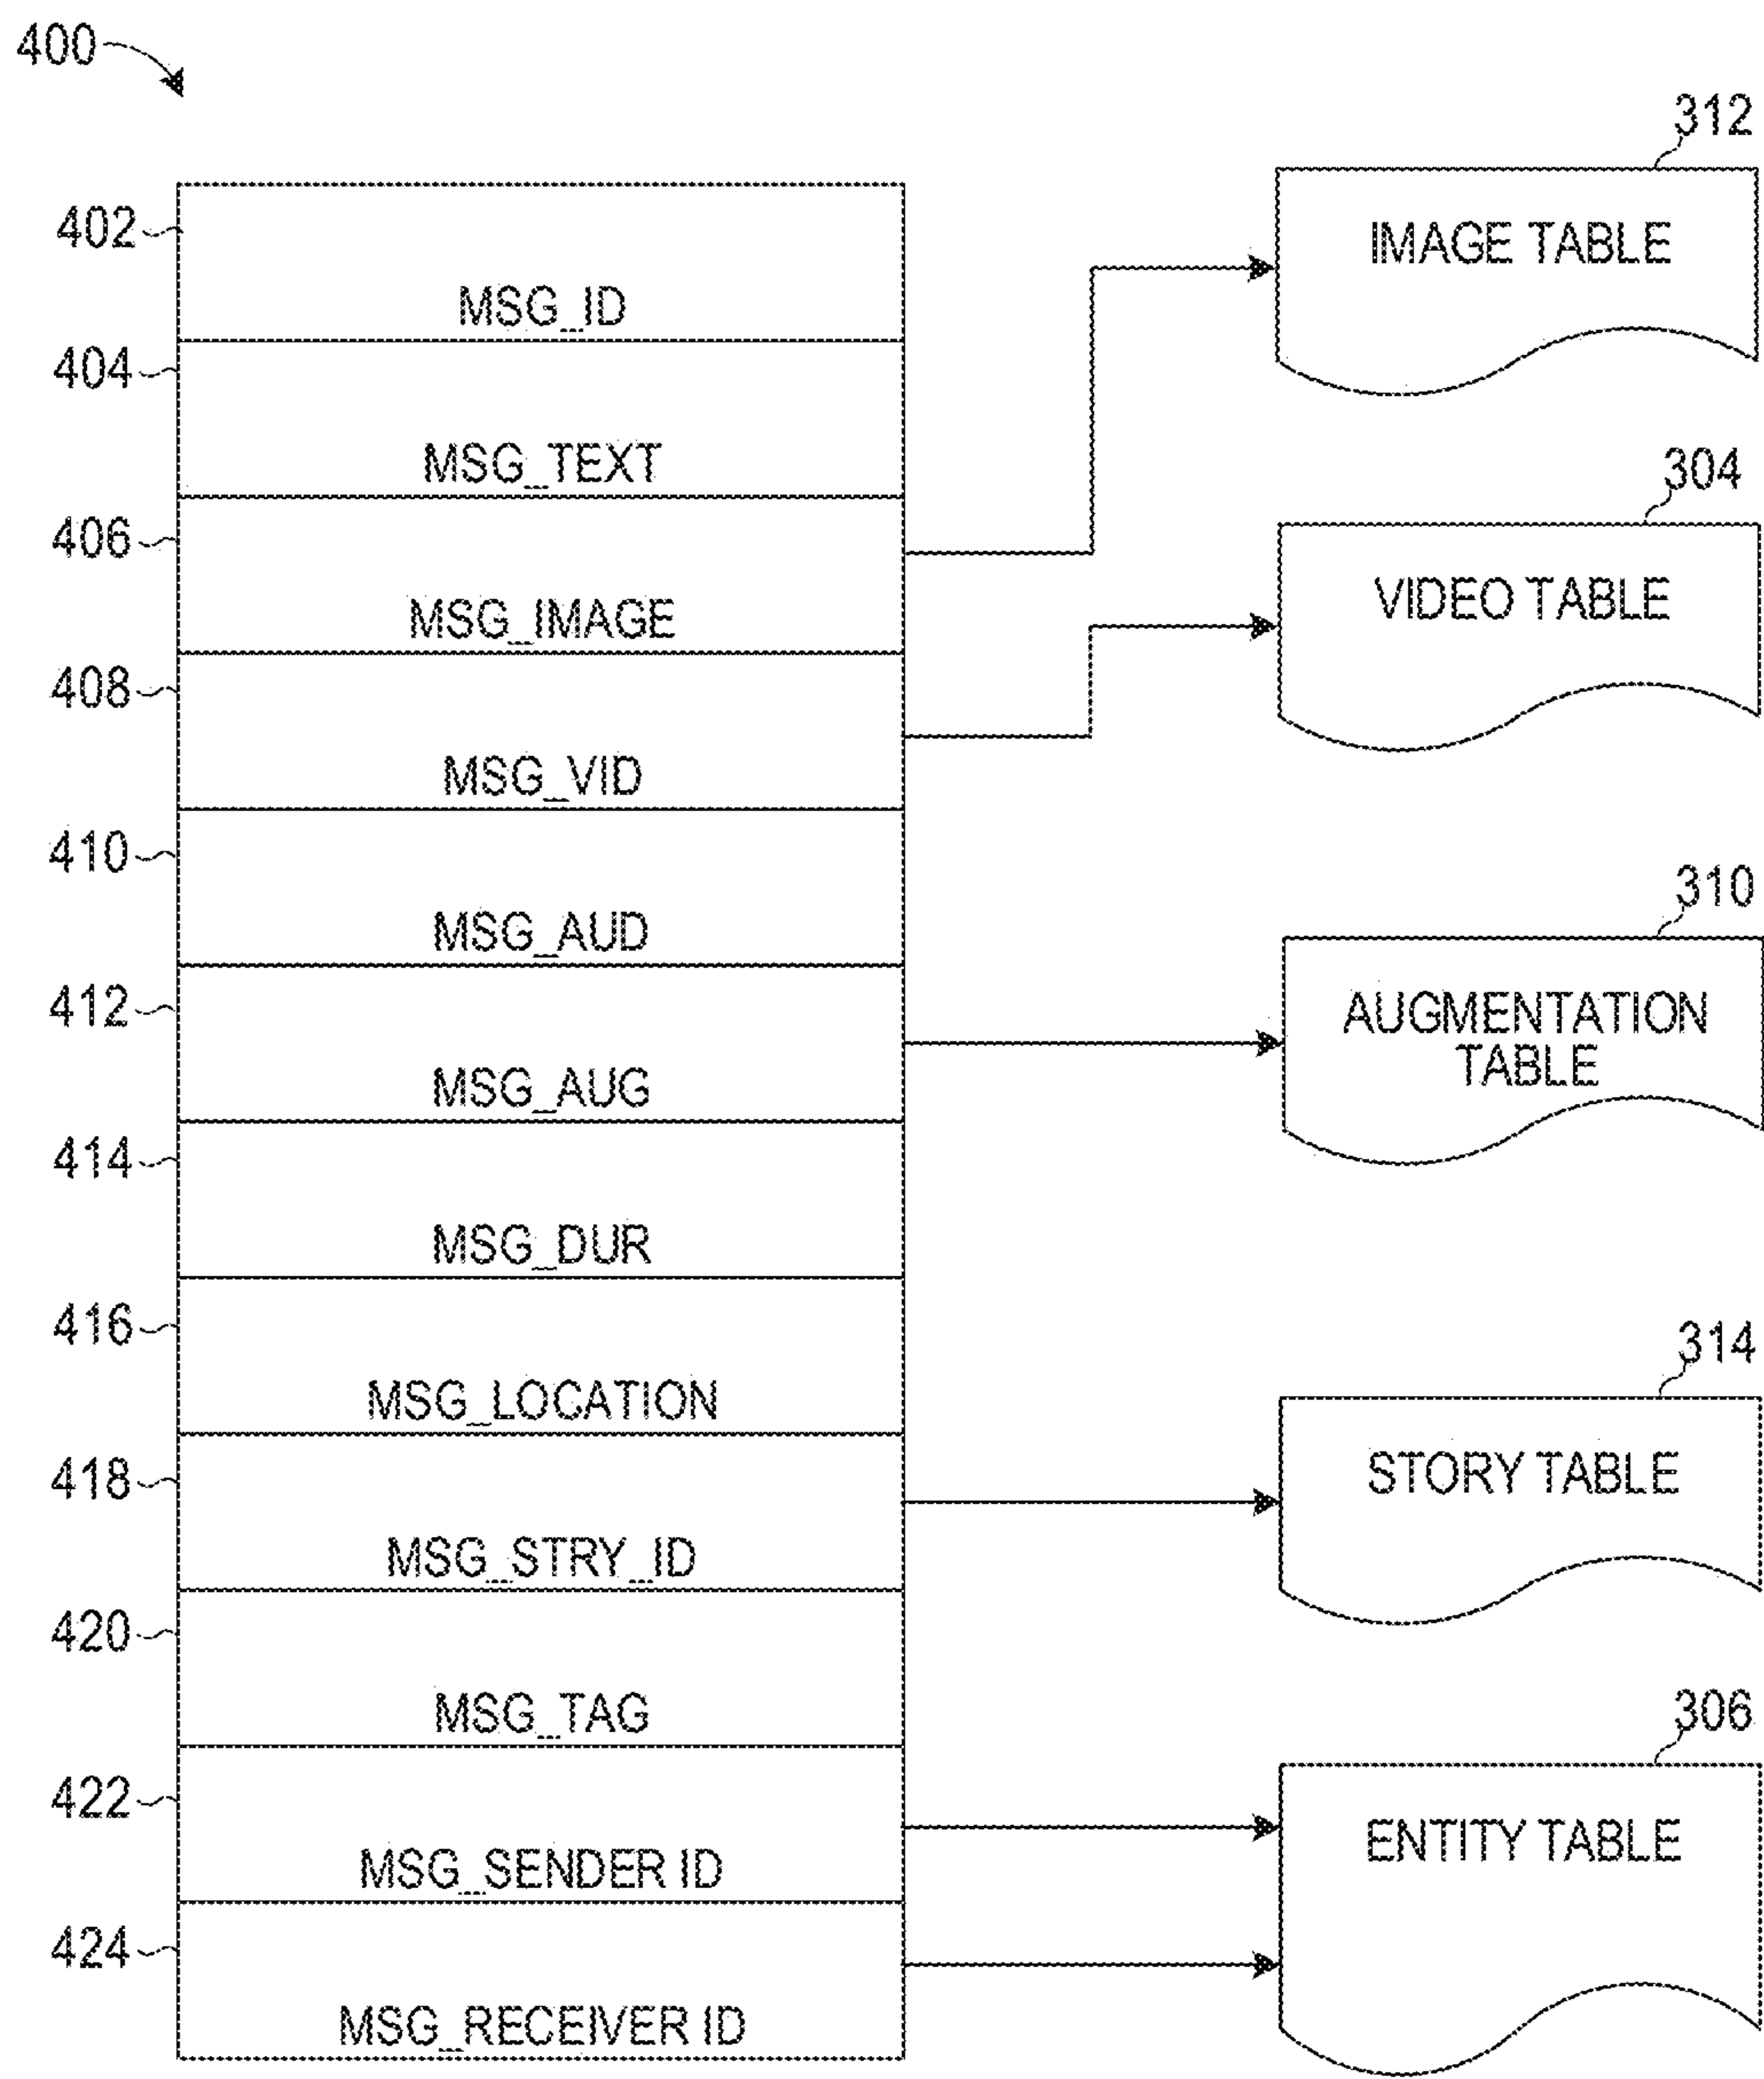 400
402
MSG_ID
404
MSG_TEXT
406
MSG_IMAGE
408
MSG_VID
410
MSG_AUD
412
MSG_AUG
414
MSG_DUR
416
MSG_LOCATION
418
MSG_STRY_ID
420
MSG_TAG
422
MSG_SENDER ID
424
MSG_RECEIVER ID
312
IMAGE TABLE
304
VIDEO TABLE
310
AUGMENTATION
TABLE
314
STORY TABLE
306
ENTITY TABLE